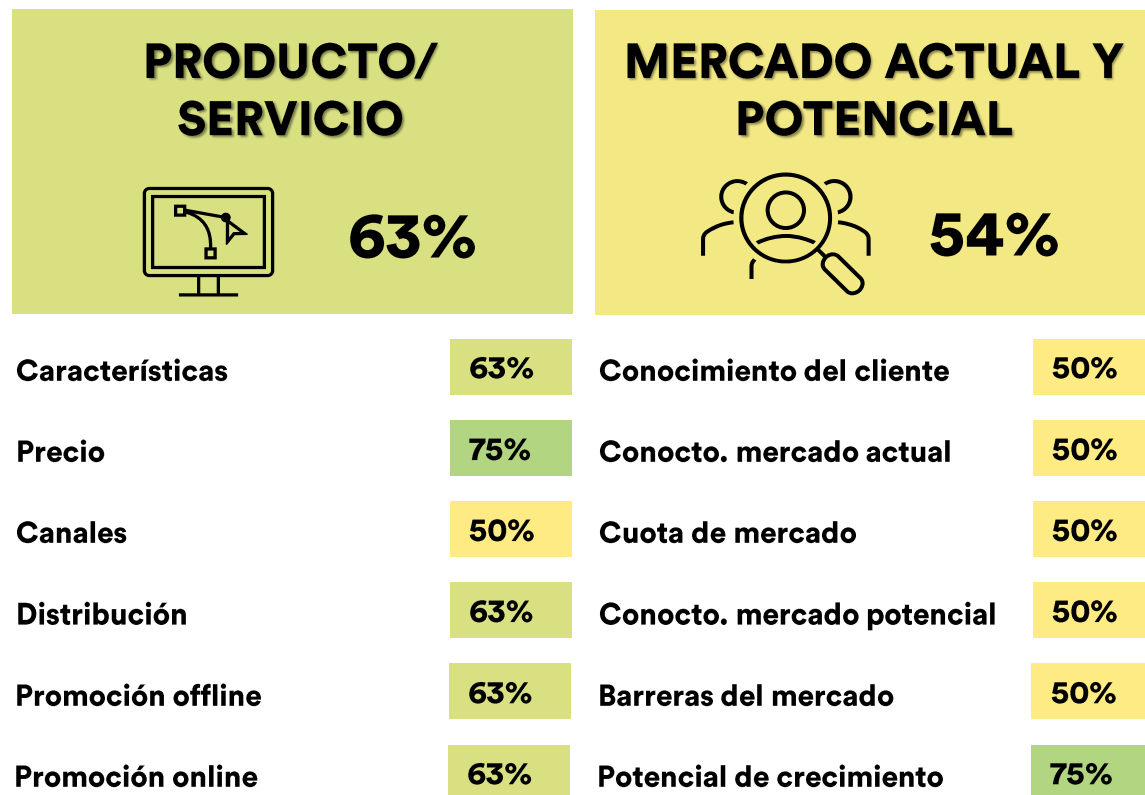 PRODUCTO/
SERVICIO
63%
Características 63%
Precio 75%
Canales 50%
Distribución 63%
Promoción offline 63%
Promoción online 63%
MERCADO ACTUAL Y
POTENCIAL
54%
Conocimiento del cliente 50%
Conocto. mercado actual 50%
Cuota de mercado 50%
Conocto. mercado potencial 50%
Barreras del mercado 50%
Potencial de crecimiento 75%